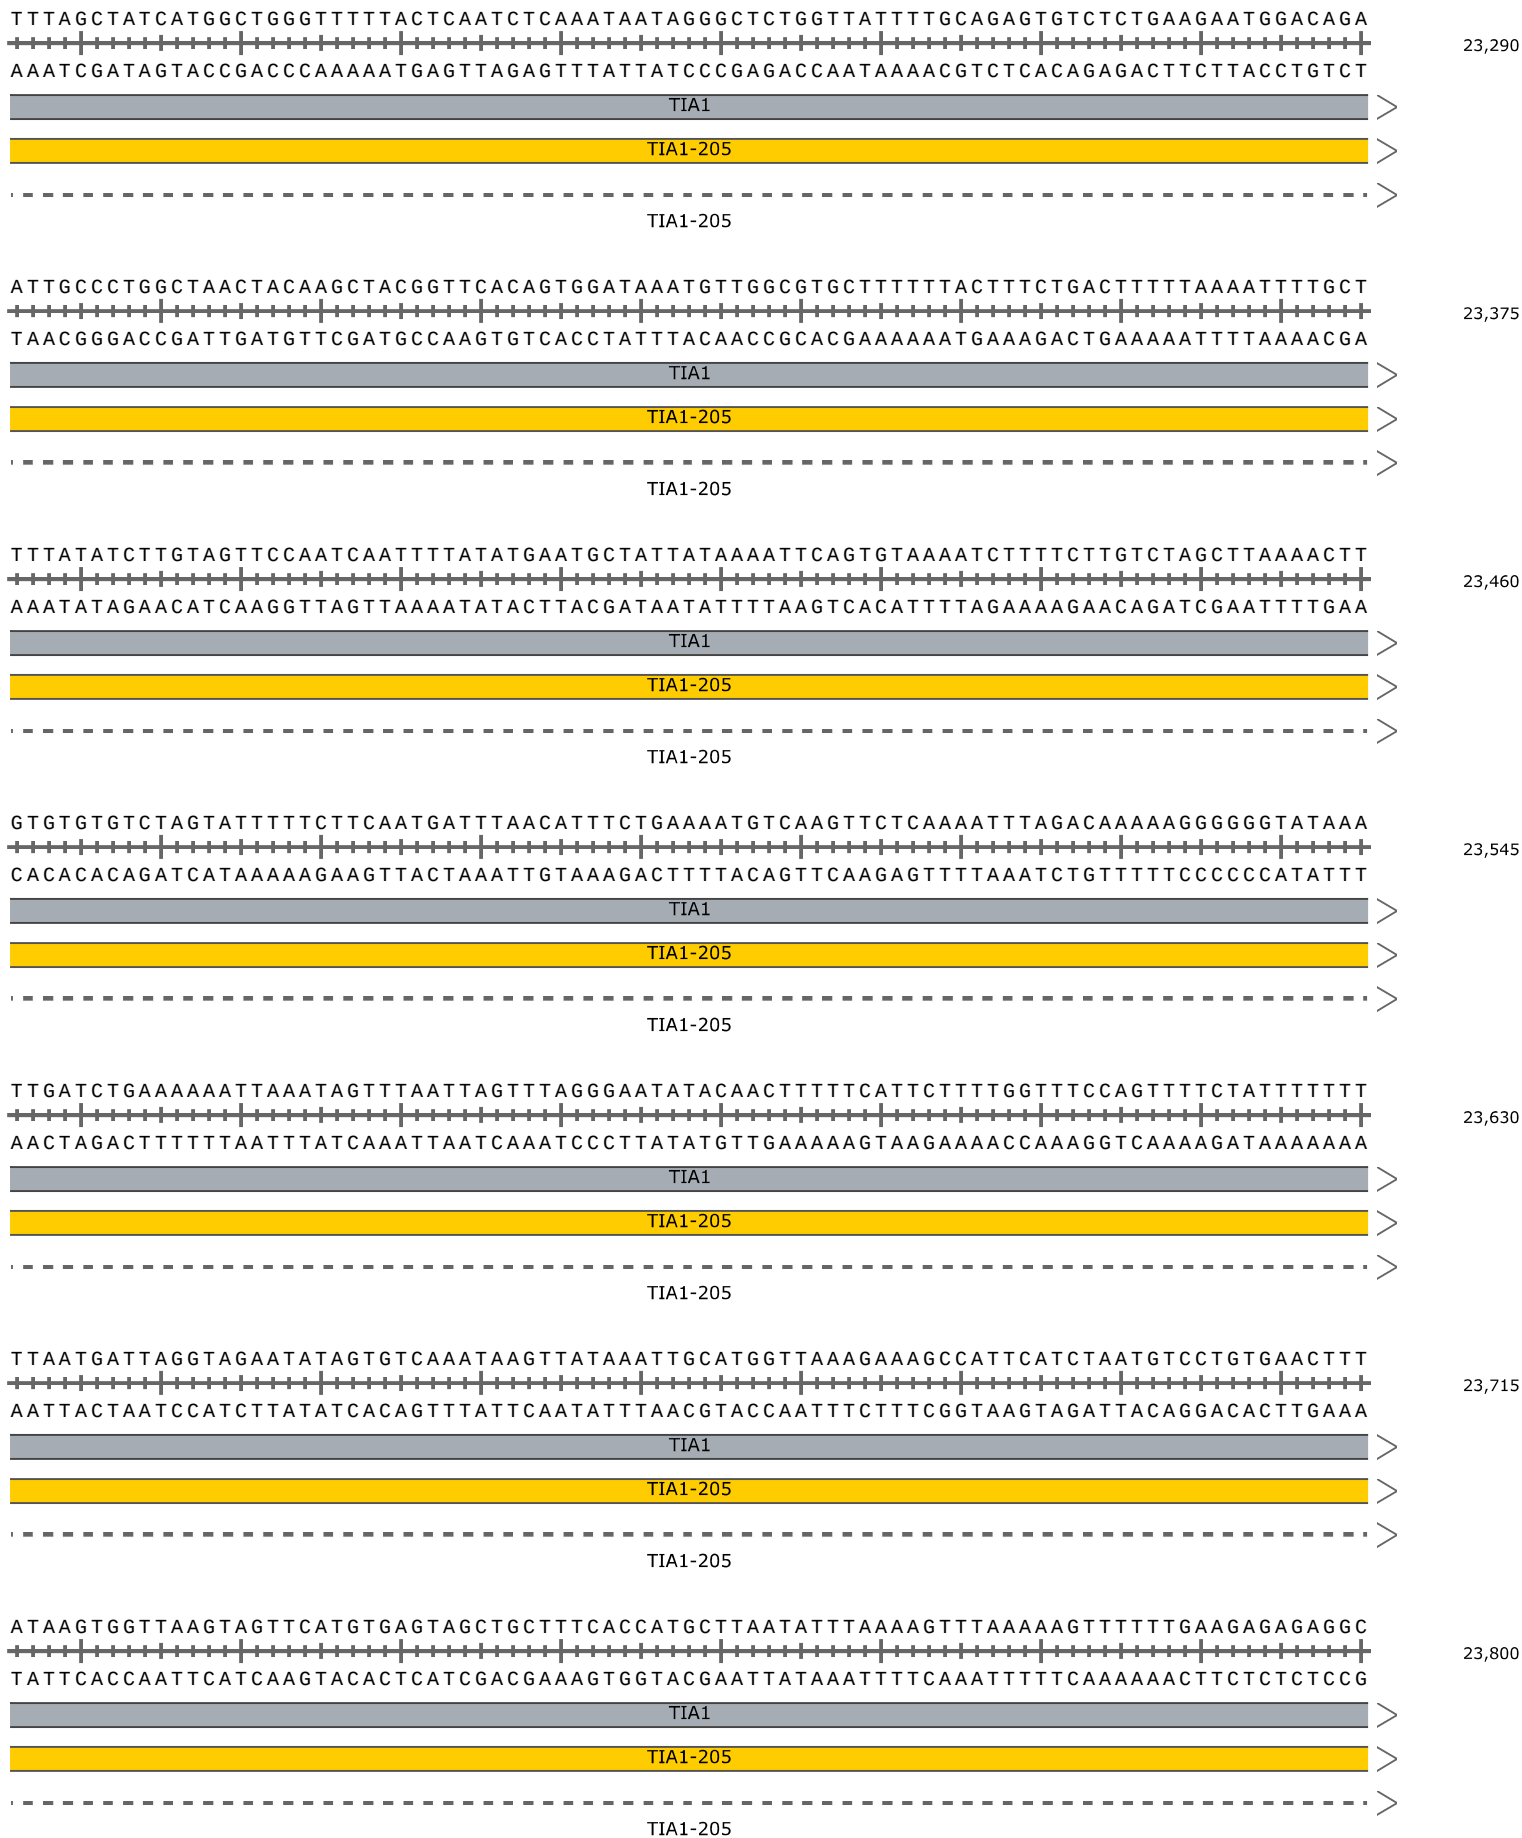 TTTAGCTATCATGGCTGGGTTTTTACTCAATCTCAAATAATAGGGCTCTGGTTATTTTGCAGAGTGTCTCTGAAGAATGGACAGA
23,290
AAATCGATAGTACCGACCCAAAAATGAGTTAGAGTTTATTATCCCGAGACCAATAAAACGTCTCACAGAGACTTCTTACCTGTCT
TIA1
TIA1-205
TIA1-205
ATTGCCCTGGCTAACTACAAGCTACGGTTCACAGTGGATAAATGTTGGCGTGCTTTTTTACTTTCTGACTTTTTAAAATTTTGCT
23,375
TAACGGGACCGATTGATGTTCGATGCCAAGTGTCACCTATTTACAACCGCACGAAAAAATGAAAGACTGAAAAATTTTAAAACGA
TIA1
TIA1-205
TIA1-205
TTTATATCTTGTAGTTCCAATCAATTTTATATGAATGCTATTATAAAATTCAGTGTAAAATCTTTTCTTGTCTAGCTTAAAACTT
23,460
AAATATAGAACATCAAGGTTAGTTAAAATATACTTACGATAATATTTTAAGTCACATTTTAGAAAAGAACAGATCGAATTTTGAA
TIA1
TIA1-205
TIA1-205
GTGTGTGTCTAGTATTTTTCTTCAATGATTTAACATTTCTGAAAATGTCAAGTTCTCAAAATTTAGACAAAAAGGGGGGTATAAA
23,545
CACACACAGATCATAAAAAGAAGTTACTAAATTGTAAAGACTTTTACAGTTCAAGAGTTTTAAATCTGTTTTTCCCCCCATATTT
TIA1
TIA1-205
TIA1-205
TTGATCTGAAAAAATTAAATAGTTTAATTAGTTTAGGGAATATACAACTTTTTCATTCTTTTGGTTTCCAGTTTTCTATTTTTTT
23,630
AACTAGACTTTTTTAATTTATCAAATTAATCAAATCCCTTATATGTTGAAAAAGTAAGAAAACCAAAGGTCAAAAGATAAAAAAA
TIA1
TIA1-205
TIA1-205
TTAATGATTAGGTAGAATATAGTGTCAAATAAGTTATAAATTGCATGGTTAAAGAAAGCCATTCATCTAATGTCCTGTGAACTTT
23,715
AATTACTAATCCATCTTATATCACAGTTTATTCAATATTTAACGTACCAATTTCTTTCGGTAAGTAGATTACAGGACACTTGAAA
TIA1
TIA1-205
TIA1-205
ATAAGTGGTTAAGTAGTTCATGTGAGTAGCTGCTTTCACCATGCTTAATATTTAAAAGTTTAAAAAGTTTTTTGAAGAGAGAGGC
23,800
TATTCACCAATTCATCAAGTACACTCATCGACGAAAGTGGTACGAATTATAAATTTTCAAATTTTTCAAAAAACTTCTCTCTCCG
TIA1
TIA1-205
TIA1-205